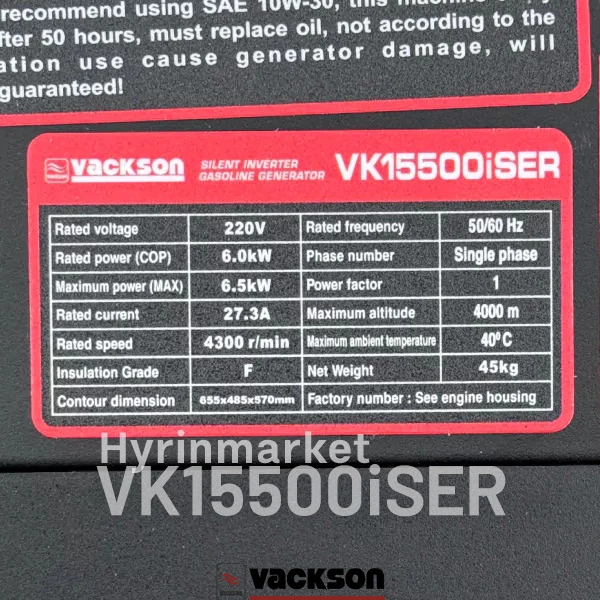 recommend using SAE 10W-30, this machine
after 50 hours, must replace oil, not according to the
ation use cause generator damage, will
guaranteed!
VACKSON SILENT INVERTER GASOLINE GENERATOR VK15500iSER
Rated voltage 220V Rated frequency 50/60 Hz
Rated power (COP) 6.0kW Phase number Single phase
Maximum power (MAX) 6.5kW Power factor 1
Rated current 27.3A Maximum altitude 4000 m
Rated speed 4300 r/min Maximum ambient temperature 40°C
Insulation Grade F Net Weight 45kg
Contour dimension 655x485x570mm Factory number : See engine housing
Hyrinmarket
VK15500iSER
VACKSON